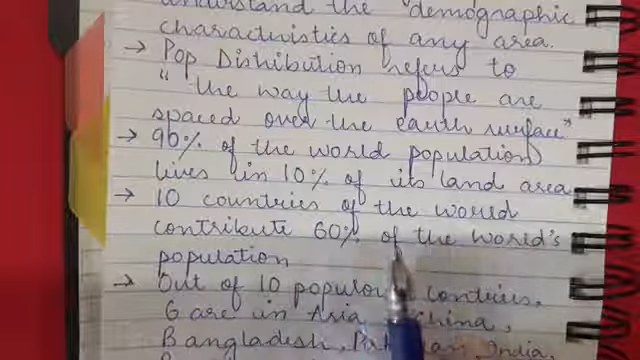 understand the "demographic
characteristics of any area.
→ Pop Distribution refers to
"the way the people are
spaced over the earth surface"
→ 90% of the world population
lives in 10% of its land area
→ 10 countries of the world
contribute 60% of the world's
population
→ Out of 10 populous contries,
6 are in Asia China,
Bangladesh, India,